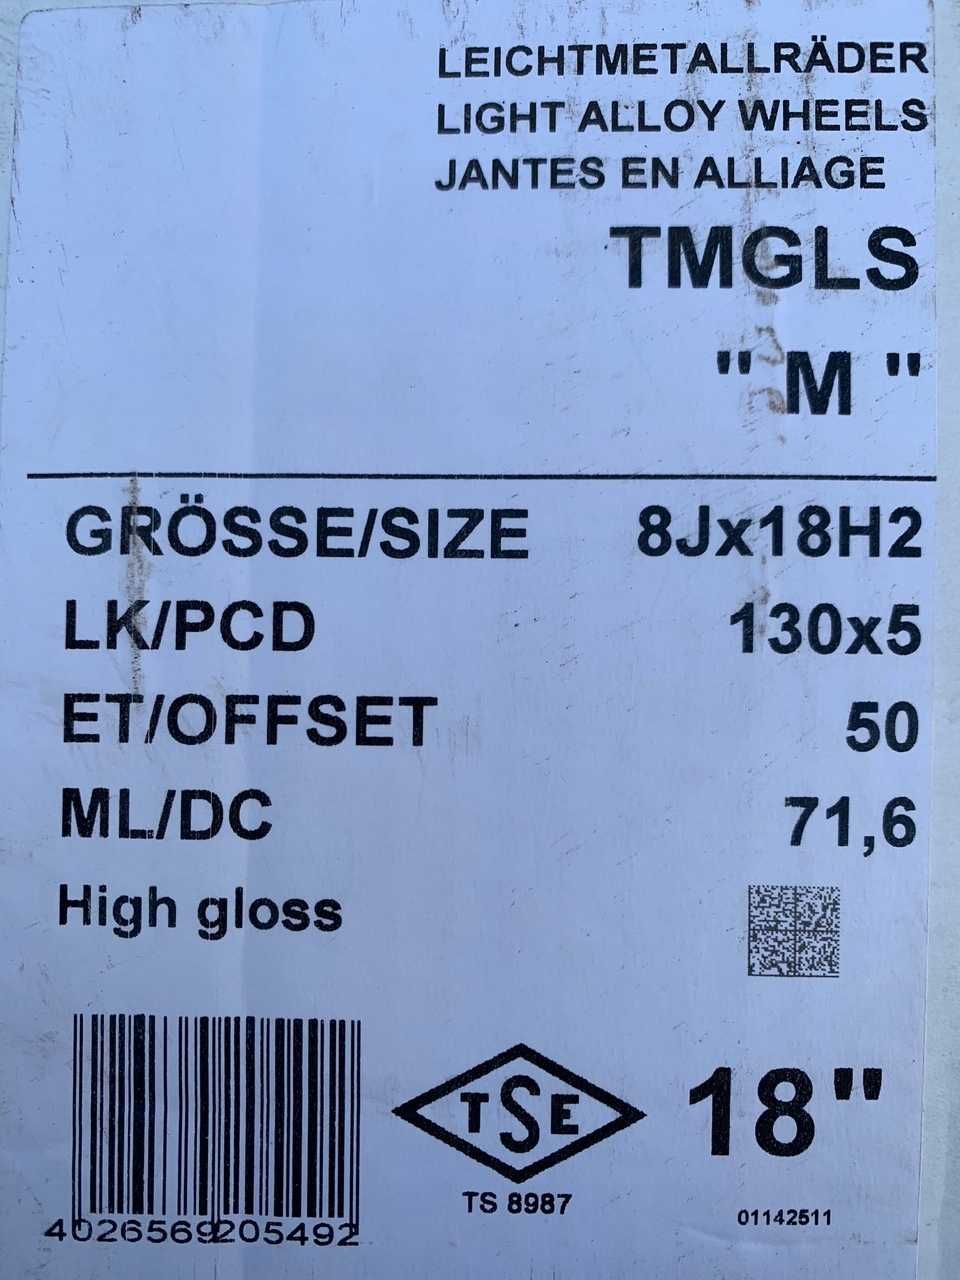 LEICHTMETALLRÄDER
LIGHT ALLOY WHEELS
JANTES EN ALLIAGE
TMGLS
" M "
GRÖSSE/SIZE 8Jx18H2
LK/PCD 130x5
ET/OFFSET 50
ML/DC 71,6
High gloss
TSE
18"
TS 8987
01142511
4026569205492